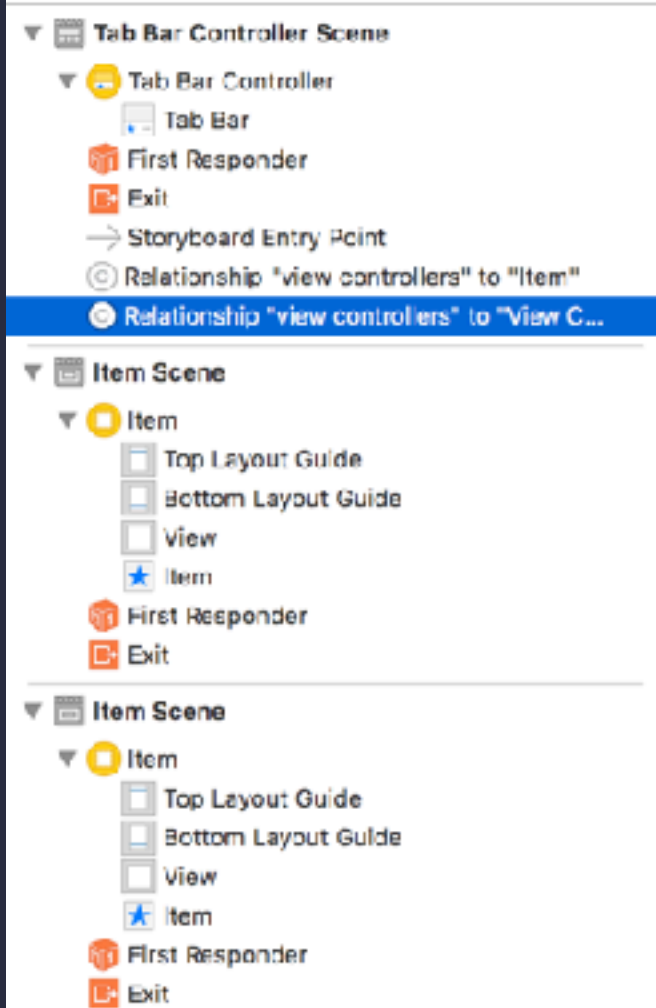 Tab Bar Controller Scene
Tab Bar Controller
Tab Bar
First Responder
Exit
Storyboard Entry Point
Relationship "view controllers" to "Item"
Relationship "view controllers" to "View C...
Item Scene
Item
Top Layout Guide
Bottom Layout Guide
View
Item
First Responder
Exit
Item Scene
Item
Top Layout Guide
Bottom Layout Guide
View
Item
First Responder
Exit